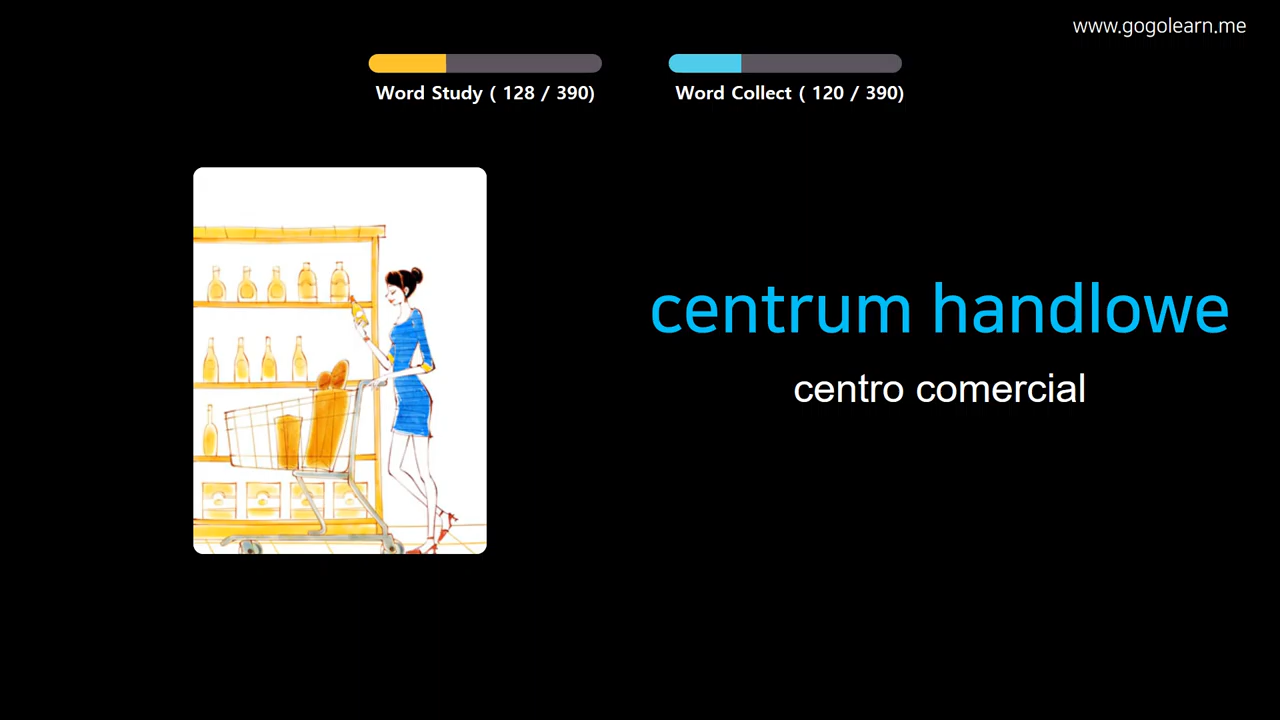 www.gogolearn.me
Word Study ( 128 / 390)
Word Collect ( 120 / 390)
centrum handlowe
centro comercial